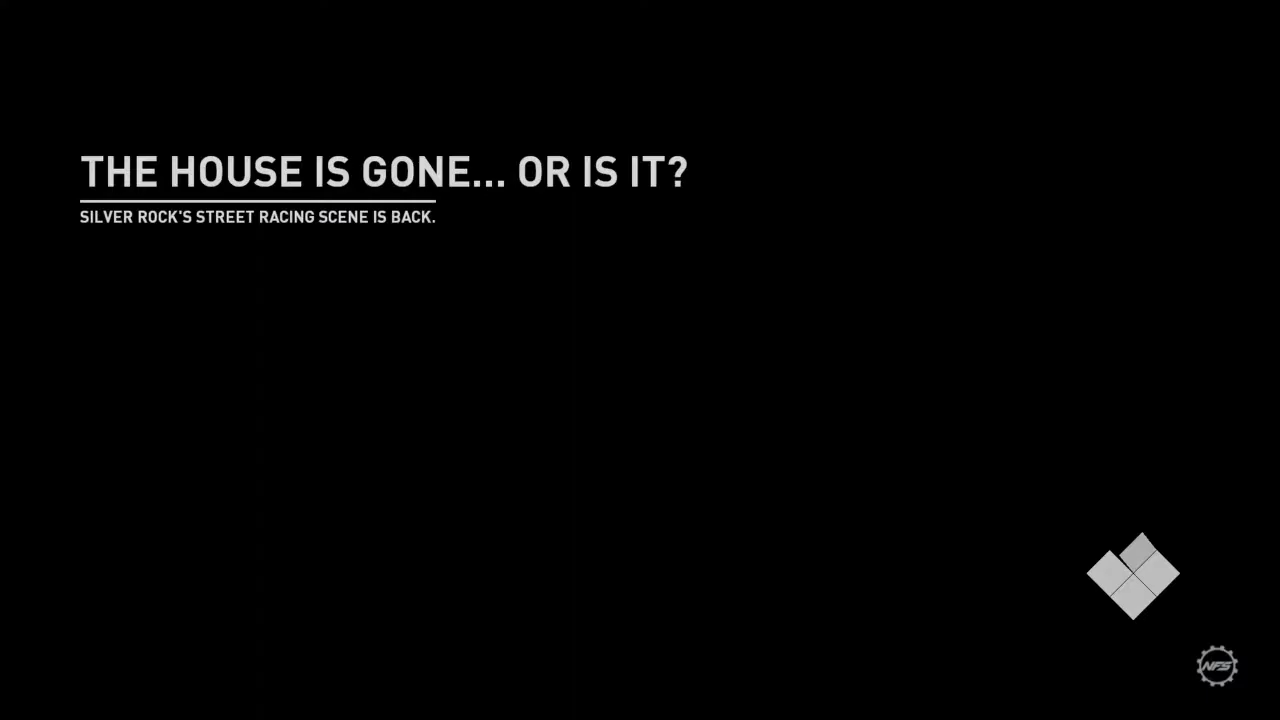 THE HOUSE IS GONE... OR IS IT?
SILVER ROCK'S STREET RACING SCENE IS BACK.
NFS